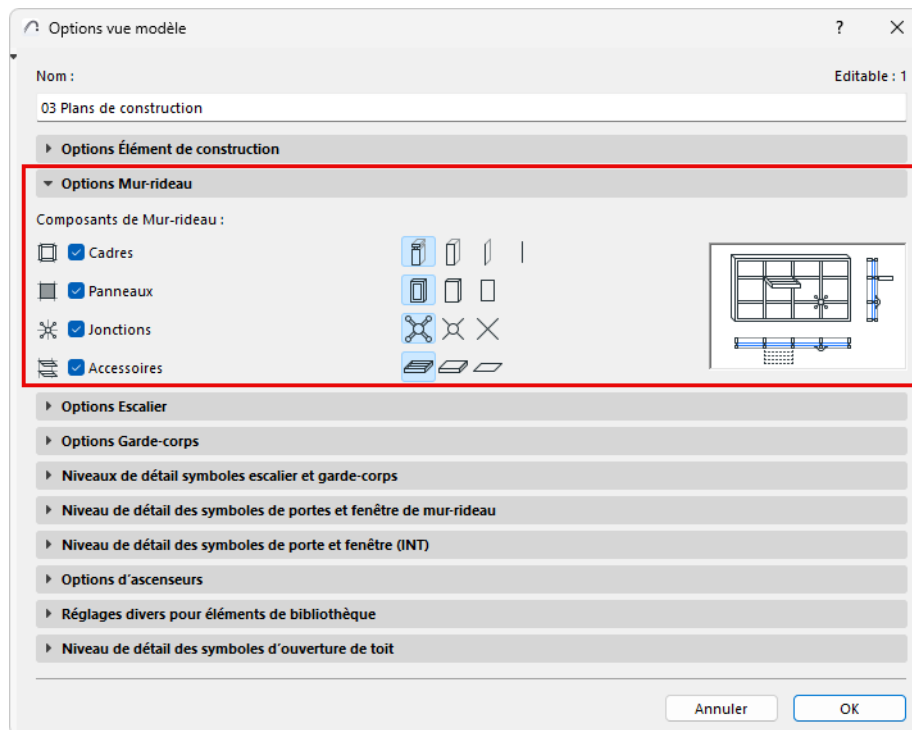 Options vue modèle
?
Nom :
Editable : 1
03 Plans de construction
Options Élément de construction
Options Mur-rideau
Composants de Mur-rideau :
Cadres
Panneaux
Jonctions
Accessoires
Options Escalier
Options Garde-corps
Niveaux de détail symboles escalier et garde-corps
Niveau de détail des symboles de portes et fenêtre de mur-rideau
Niveau de détail des symboles de porte et fenêtre (INT)
Options d´ascenseurs
Réglages divers pour éléments de bibliothèque
Niveau de détail des symboles d´ouverture de toit
Annuler
OK